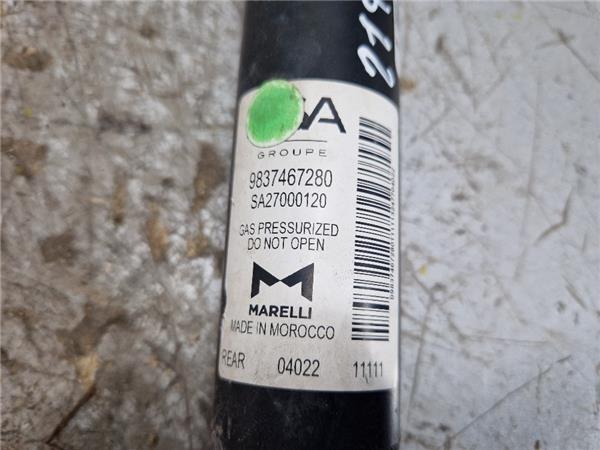 GROUPE
9837467280
SA27000120
GAS PRESSURIZED
DO NOT OPEN
MARELLI
MADE IN MOROCCO
REAR 04022 11111